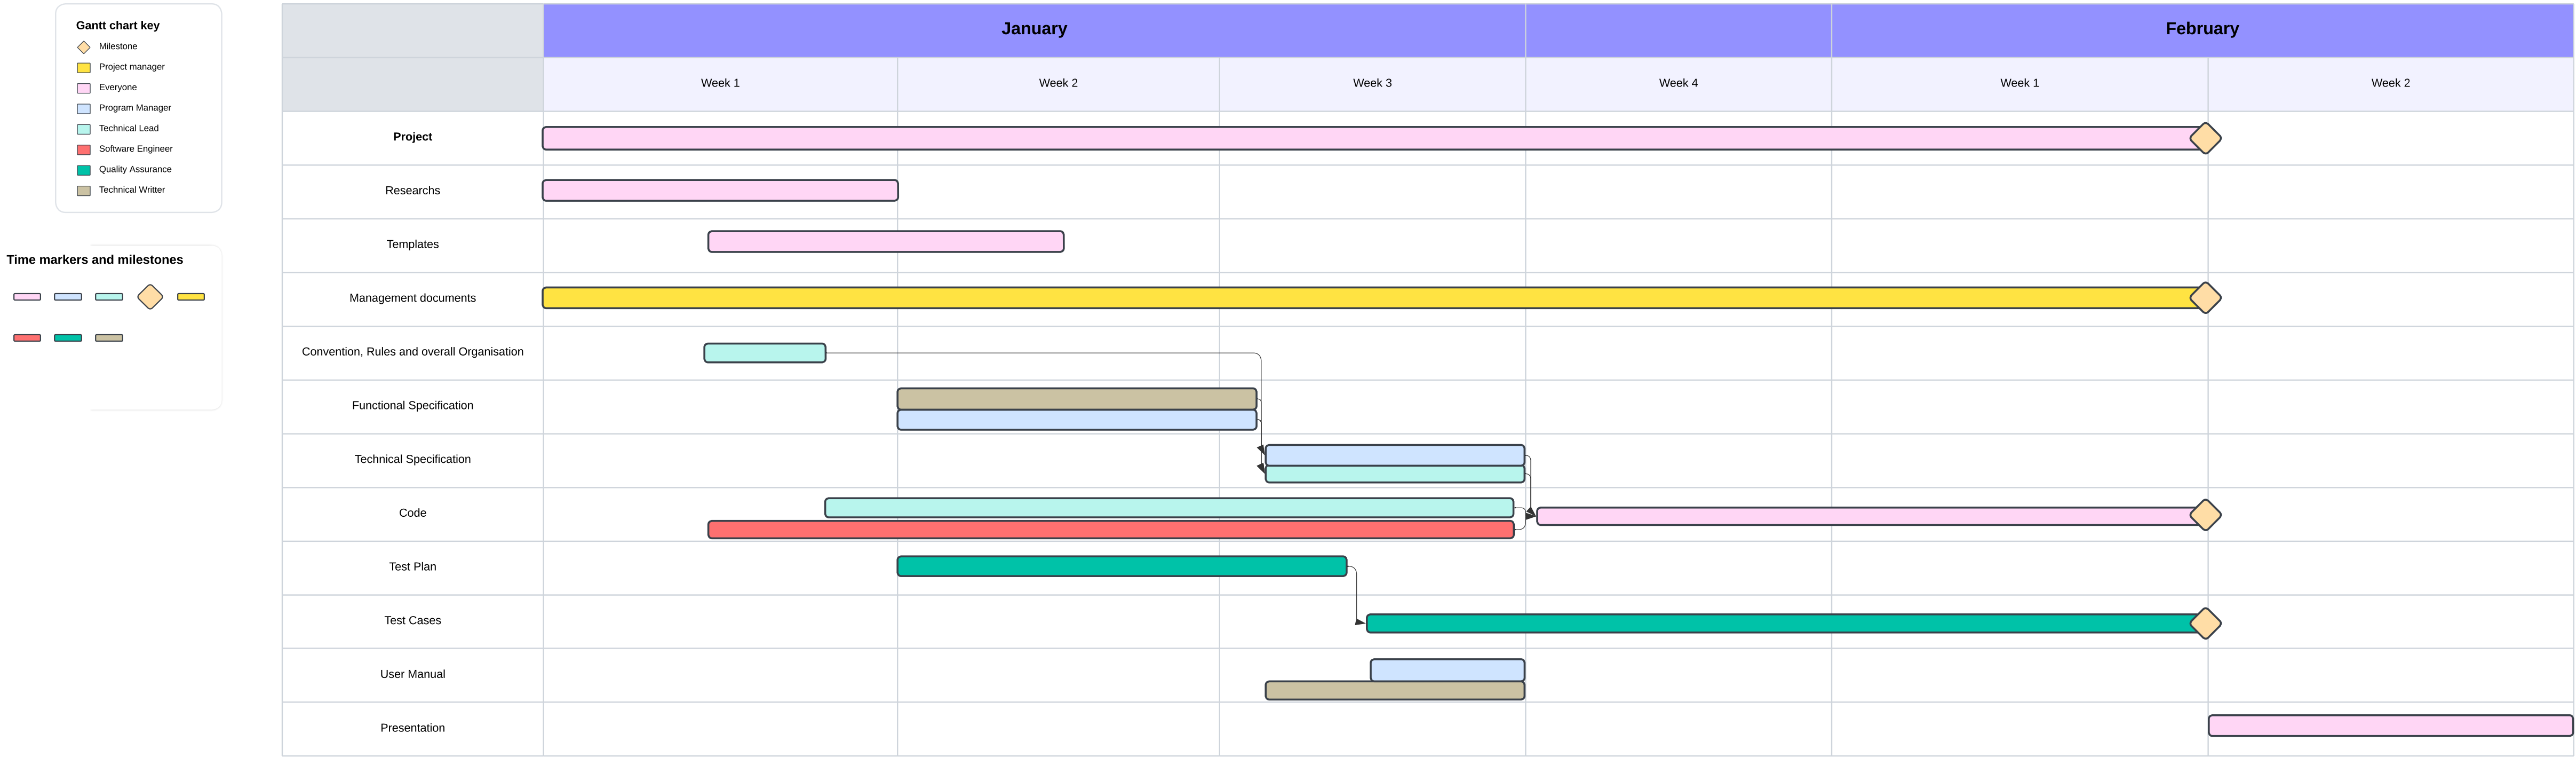 Gantt chart key
Milestone
Project manager
Everyone
Program Manager
Technical Lead
Software Engineer
Quality Assurance
Technical Writter
Time markers and milestones
January
February
Week 1
Week 2
Week 3
Week 4
Week 1
Week 2
Project
Researchs
Templates
Management documents
Convention, Rules and overall Organisation
Functional Specification
Technical Specification
Code
Test Plan
Test Cases
User Manual
Presentation